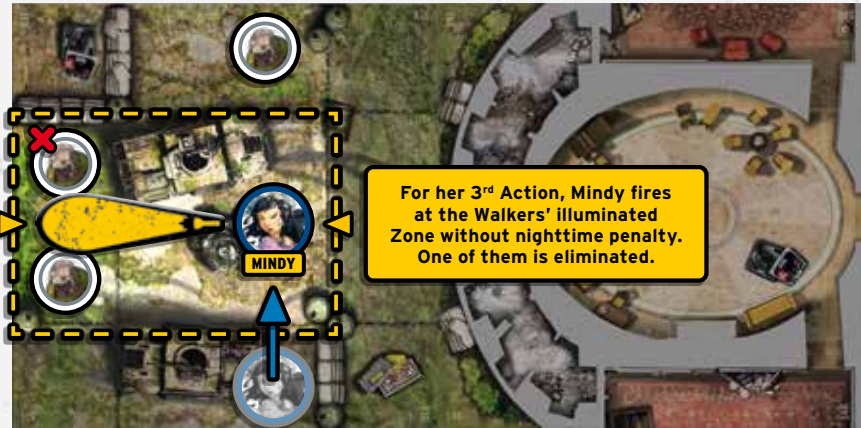 For her 3rd Action, Mindy fires
at the Walkers’ illuminated
Zone without nighttime penalty.
One of them is eliminated.
MINDY